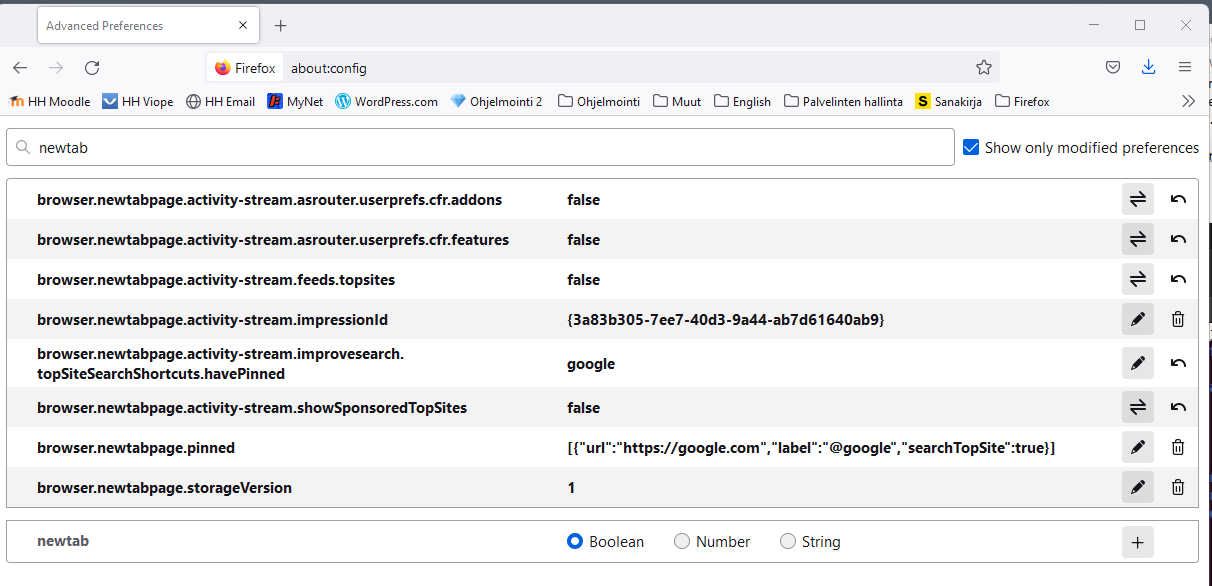 Advanced Preferences
Firefox about:config
HH Moodle HH Viope HH Email MyNet WordPress.com Ohjelmointi 2 Ohjelmointi Muut English Palvelinten hallinta S Sanakirja Firefox
newtab Show only modified preferences
browser.newtabpage.activity-stream.asrouter.userprefs.cfr.addons false
browser.newtabpage.activity-stream.asrouter.userprefs.cfr.features false
browser.newtabpage.activity-stream.feeds.topsites false
browser.newtabpage.activity-stream.impressionId {3a83b305-7ee7-40d3-9a44-ab7d61640ab9}
browser.newtabpage.activity-stream.improvesearch.
topSiteSearchShortcuts.havePinned google
browser.newtabpage.activity-stream.showSponsoredTopSites false
browser.newtabpage.pinned [{"url":"https://google.com","label":"@google","searchTopSite":true}]
browser.newtabpage.storageVersion 1
newtab Boolean Number String